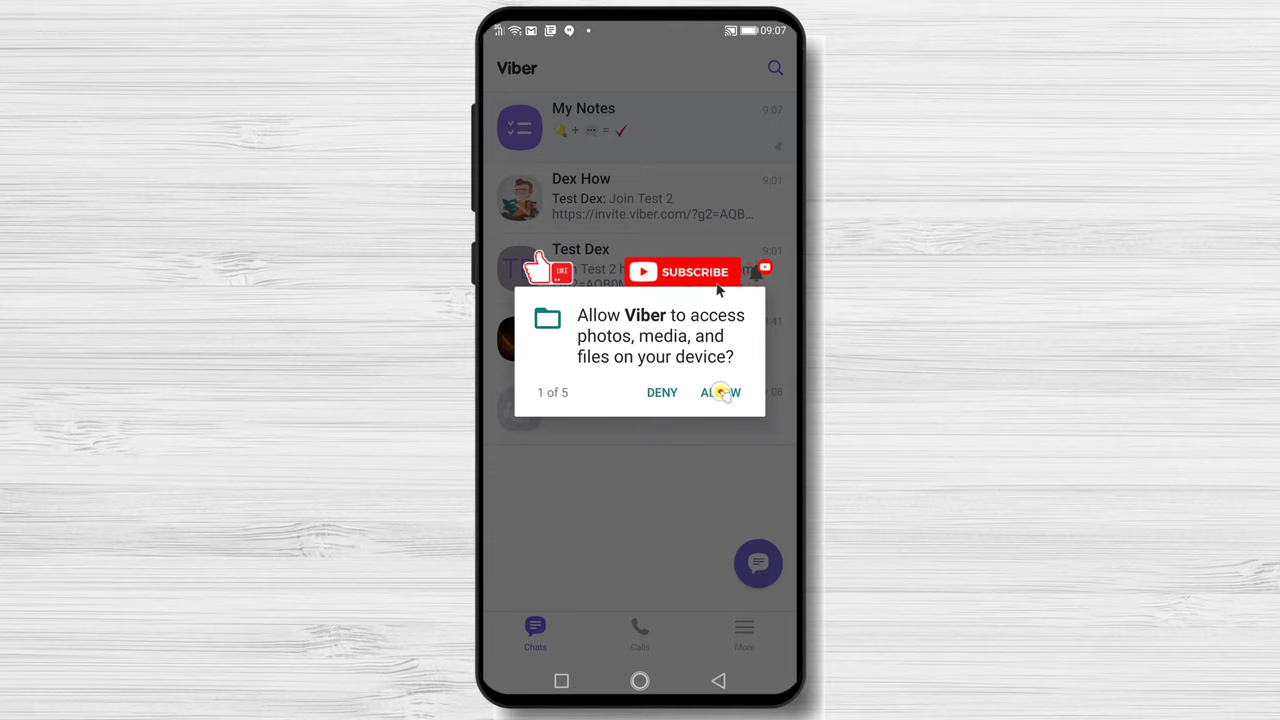 09:07
Viber
My Notes
9:07
Dex How
9:01
Test Dex: Join Test 2
https://invite.viber.com/?g2=AQB...
Test Dex
9:01
LIKE
SUBSCRIBE
Allow Viber to access
photos, media, and
files on your device?
1 of 5
DENY
ALLOW
Chats
Calls
More